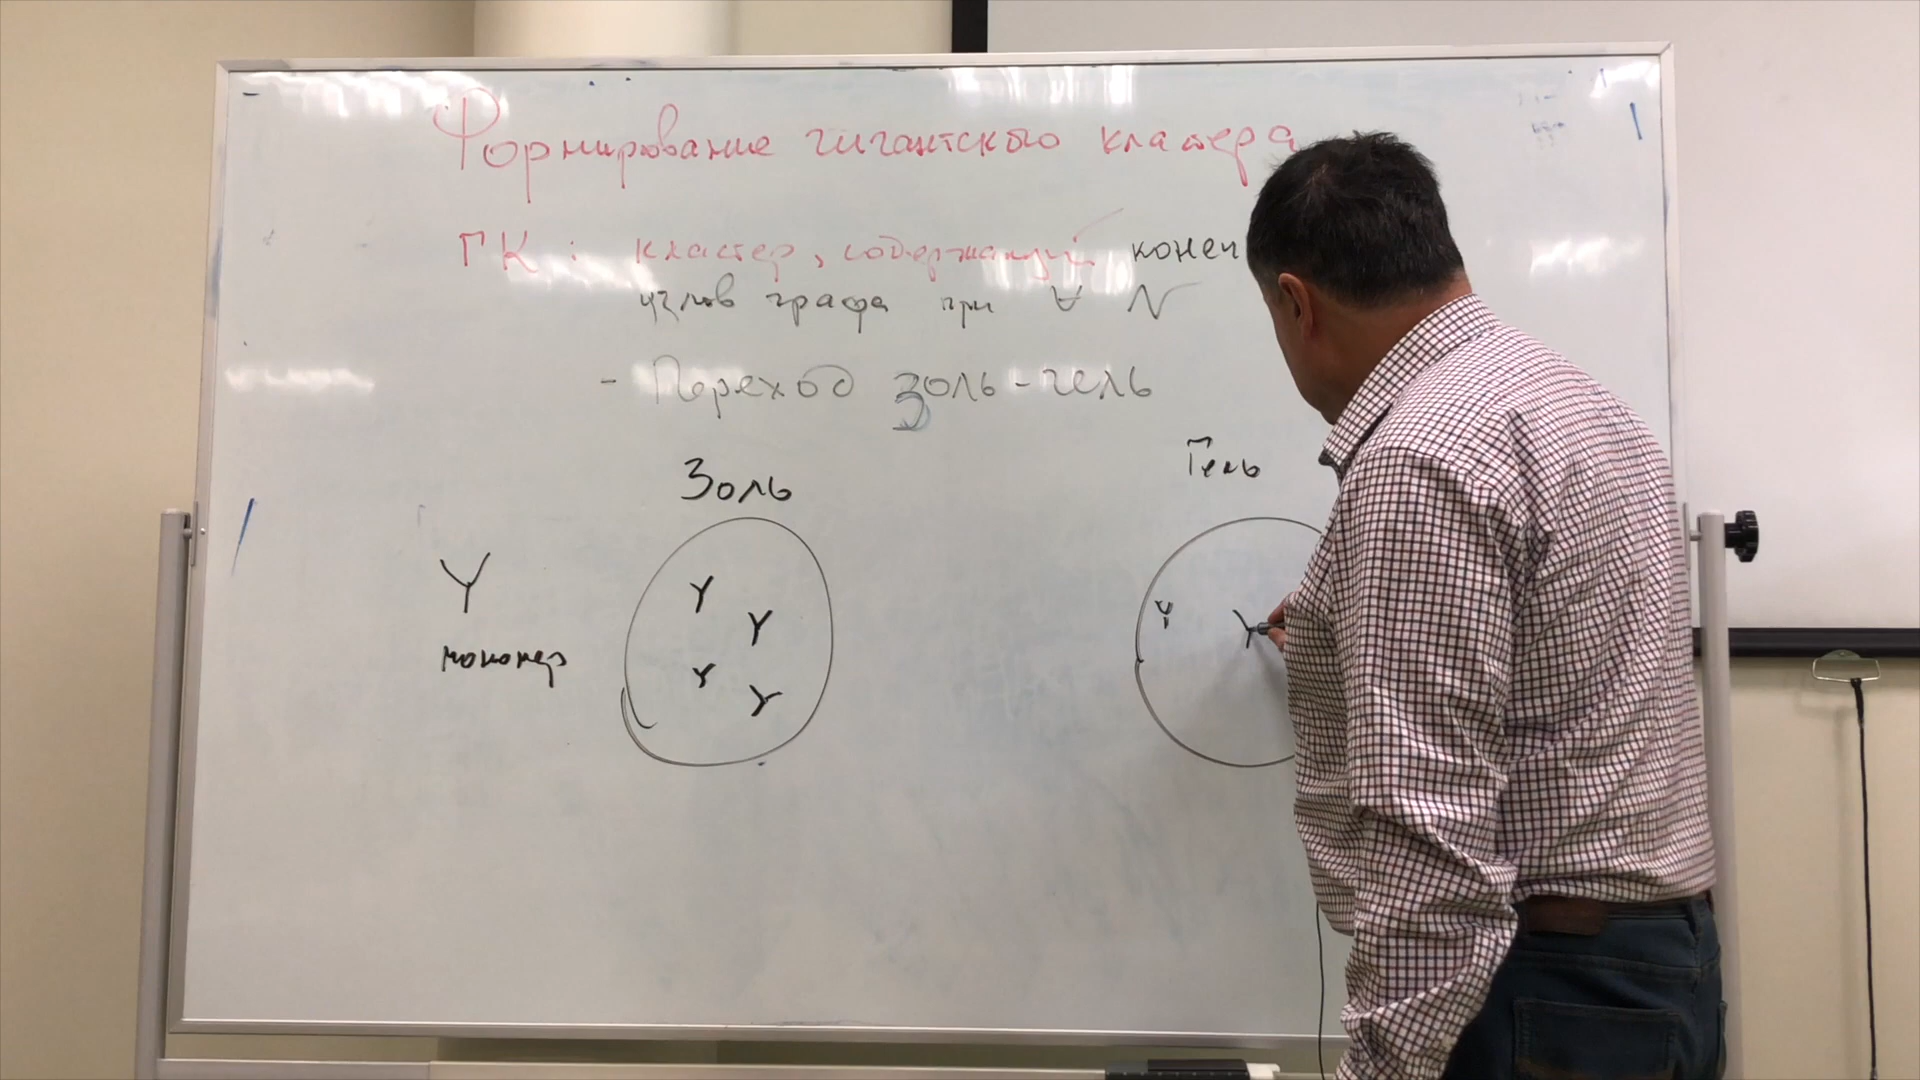 Формирование гигантского кластера
ГК : кластер, содержащий конеч
узлов графа при ∀ N
- Переход золь-гель
Золь
Гель
мономер